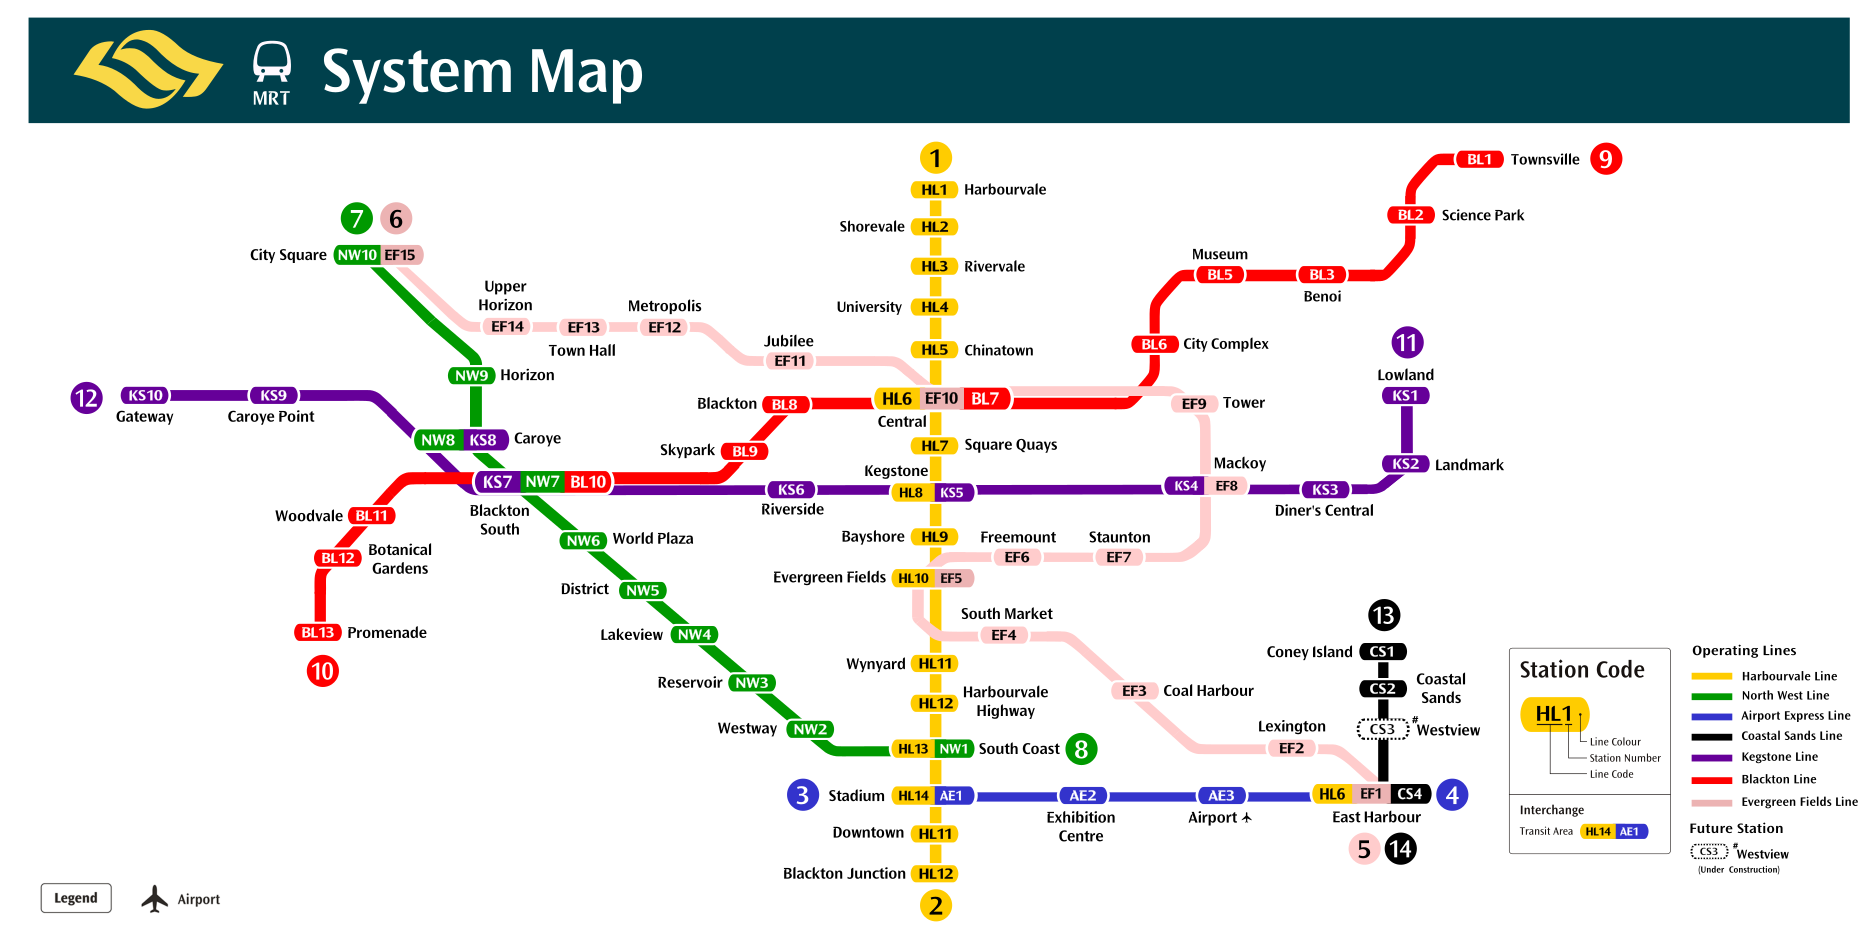 MRT
System Map
1
HL1 Harbourvale
Shorevale HL2
HL3 Rivervale
University HL4
HL5 Chinatown
HL6 EF10 BL7
Central
HL7 Square Quays
Kegstone
HL8 KS5
Bayshore HL9
Evergreen Fields HL10 EF5
Wynyard HL11
HL12 Harbourvale
Highway
HL13 NW1 South Coast 8
3 Stadium HL14 AE1
Downtown HL11
Blackton Junction HL12
2
7 6
City Square NW10 EF15
Upper
Horizon
EF14
EF13
Town Hall
Metropolis
EF12
Jubilee
EF11
NW9 Horizon
12
KS10
Gateway
KS9
Caroye Point
NW8 KS8 Caroye
KS7 NW7 BL10
Blackton
South
Blackton BL8
Skypark BL9
Woodvale BL11
BL12 Botanical
Gardens
BL13 Promenade
10
NW6 World Plaza
District NW5
Lakeview NW4
Reservoir NW3
Westway NW2
KS6
Riverside
BL1 Townsville 9
BL2 Science Park
Museum
BL5
BL3
Benoi
BL6 City Complex
EF9 Tower
Mackoy
KS4 EF8
KS3
Diner's Central
11
Lowland
KS1
KS2 Landmark
Freemount
EF6
Staunton
EF7
South Market
EF4
EF3 Coal Harbour
Lexington
EF2
AE2
Exhibition
Centre
AE3
Airport
13
Coney Island CS1
CS2 Coastal
Sands
CS3 #Westview
HL6 EF1 CS4 4
East Harbour
5 14
Station Code
HL1
Line Colour
Station Number
Line Code
Interchange
Transit Area HL14 AE1
Operating Lines
Harbourvale Line
North West Line
Airport Express Line
Coastal Sands Line
Kegstone Line
Blackton Line
Evergreen Fields Line
Future Station
CS3 #Westview
(Under Construction)
Legend
Airport